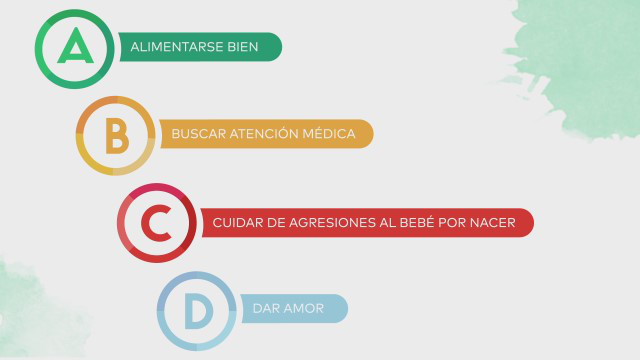 A ALIMENTARSE BIEN
B BUSCAR ATENCIÓN MÉDICA
C CUIDAR DE AGRESIONES AL BEBÉ POR NACER
D DAR AMOR